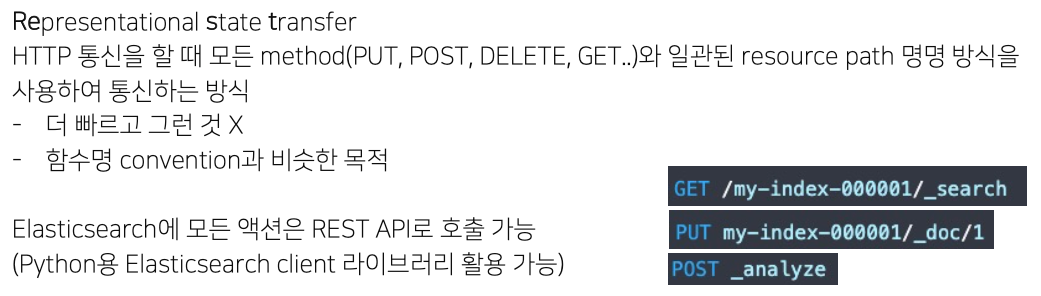 Representational state transfer
HTTP 통신을 할 때 모든 method(PUT, POST, DELETE, GET..)와 일관된 resource path 명명 방식을
사용하여 통신하는 방식
- 더 빠르고 그런 것 X
- 함수명 convention과 비슷한 목적
Elasticsearch에 모든 액션은 REST API로 호출 가능
(Python용 Elasticsearch client 라이브러리 활용 가능)
GET /my-index-000001/_search
PUT my-index-000001/_doc/1
POST _analyze